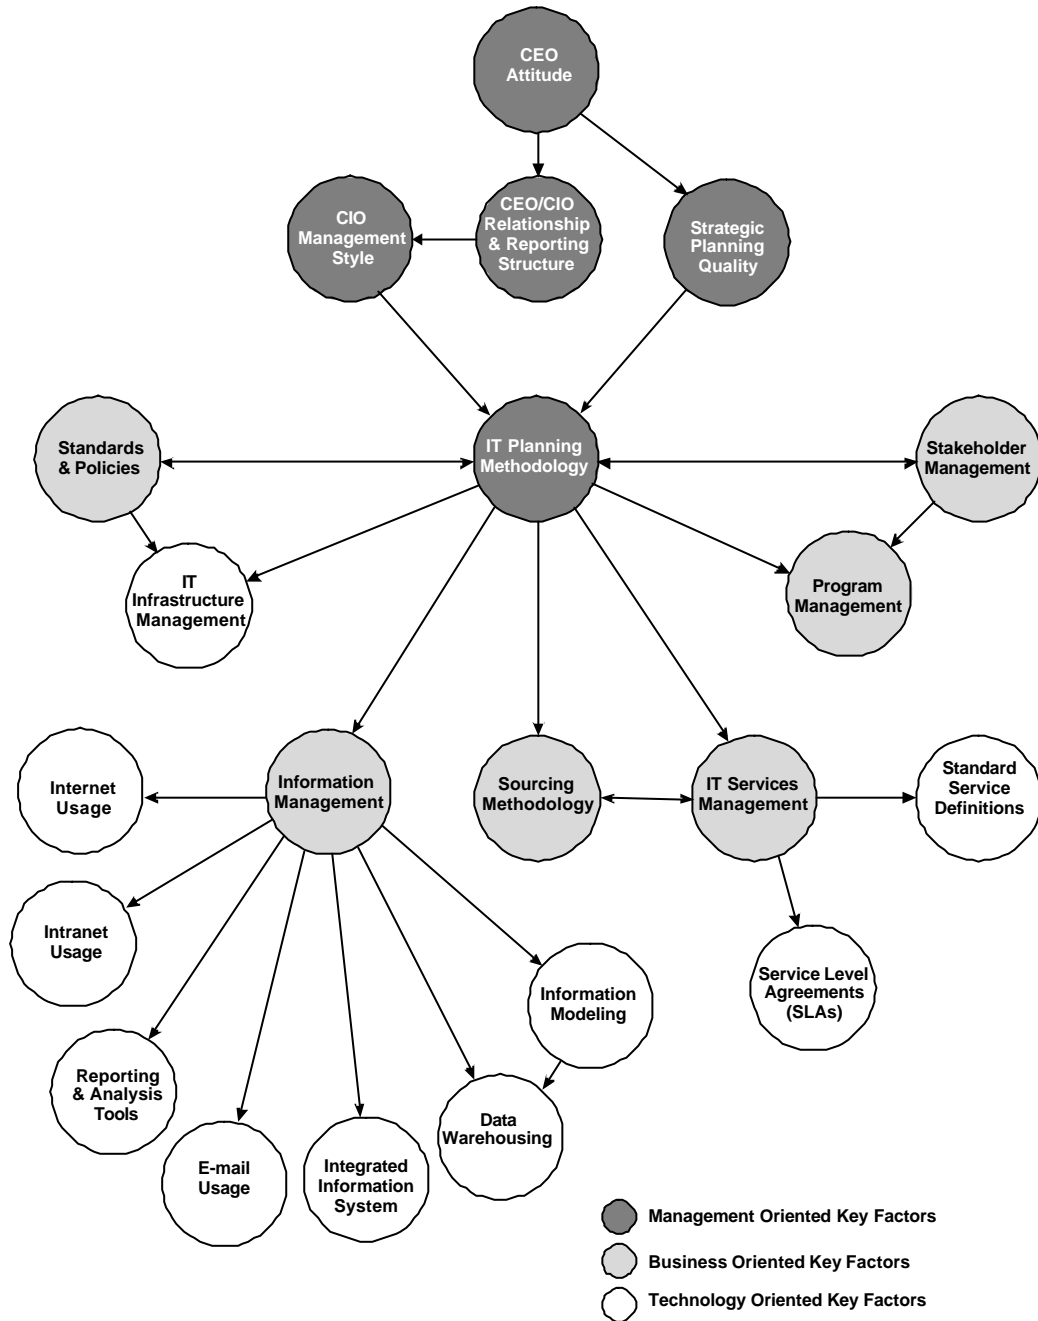 CEO
Attitude
CIO
Management
Style
CEO/CIO
Relationship
& Reporting
Structure
Strategic
Planning
Quality
Standards
& Policies
IT Planning
Methodology
Stakeholder
Management
IT
Infrastructure
Management
Program
Management
Internet
Usage
Information
Management
Sourcing
Methodology
IT Services
Management
Standard
Service
Definitions
Intranet
Usage
Information
Modeling
Service Level
Agreements
(SLAs)
Reporting
& Analysis
Tools
E-mail
Usage
Integrated
Information
System
Data
Warehousing
Management Oriented Key Factors
Business Oriented Key Factors
Technology Oriented Key Factors